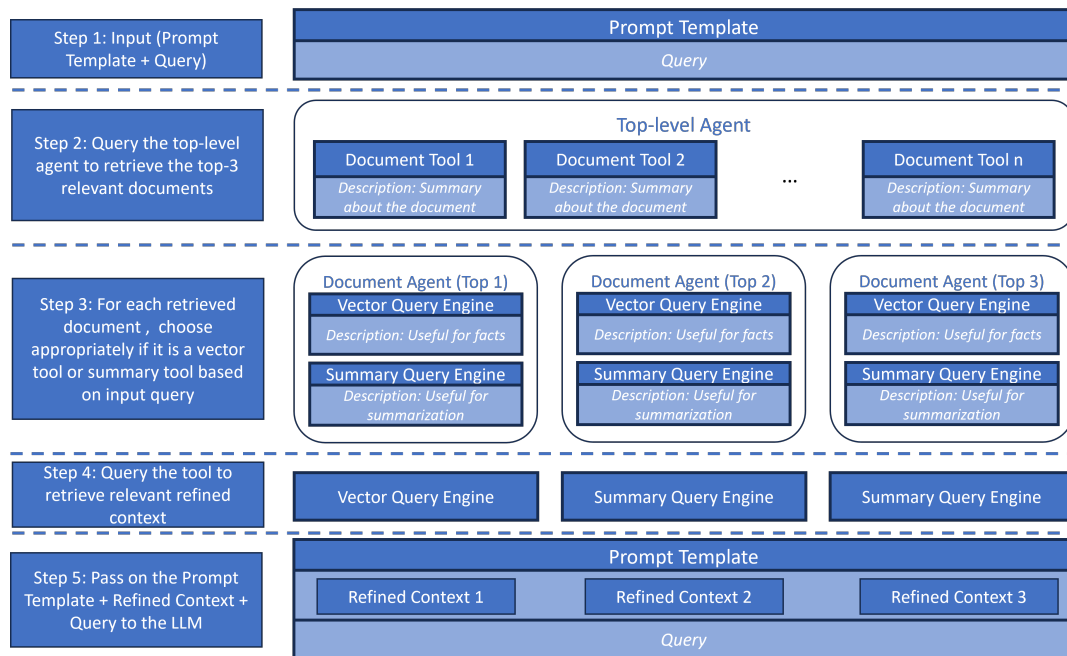 Step 1: Input (Prompt
Template + Query)
Prompt Template
Query
Step 2: Query the top-level
agent to retrieve the top-3
relevant documents
Top-level Agent
Document Tool 1
Description: Summary
about the document
Document Tool 2
Description: Summary
about the document
...
Document Tool n
Description: Summary
about the document
Step 3: For each retrieved
document , choose
appropriately if it is a vector
tool or summary tool based
on input query
Document Agent (Top 1)
Vector Query Engine
Description: Useful for facts
Summary Query Engine
Description: Useful for
summarization
Document Agent (Top 2)
Vector Query Engine
Description: Useful for facts
Summary Query Engine
Description: Useful for
summarization
Document Agent (Top 3)
Vector Query Engine
Description: Useful for facts
Summary Query Engine
Description: Useful for
summarization
Step 4: Query the tool to
retrieve relevant refined
context
Vector Query Engine
Summary Query Engine
Summary Query Engine
Step 5: Pass on the Prompt
Template + Refined Context +
Query to the LLM
Prompt Template
Refined Context 1
Refined Context 2
Refined Context 3
Query